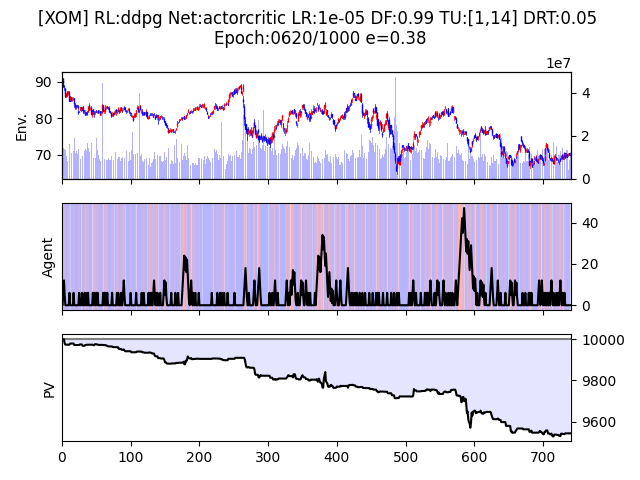 [XOM] RL:ddpg Net:actorcritic LR:1e-05 DF:0.99 TU:[1,14] DRT:0.05
Epoch:0620/1000 e=0.38
1e7
90
80
70
Env.
4
2
0
Agent
40
20
0
PV
10000
9800
9600
0 100 200 300 400 500 600 700